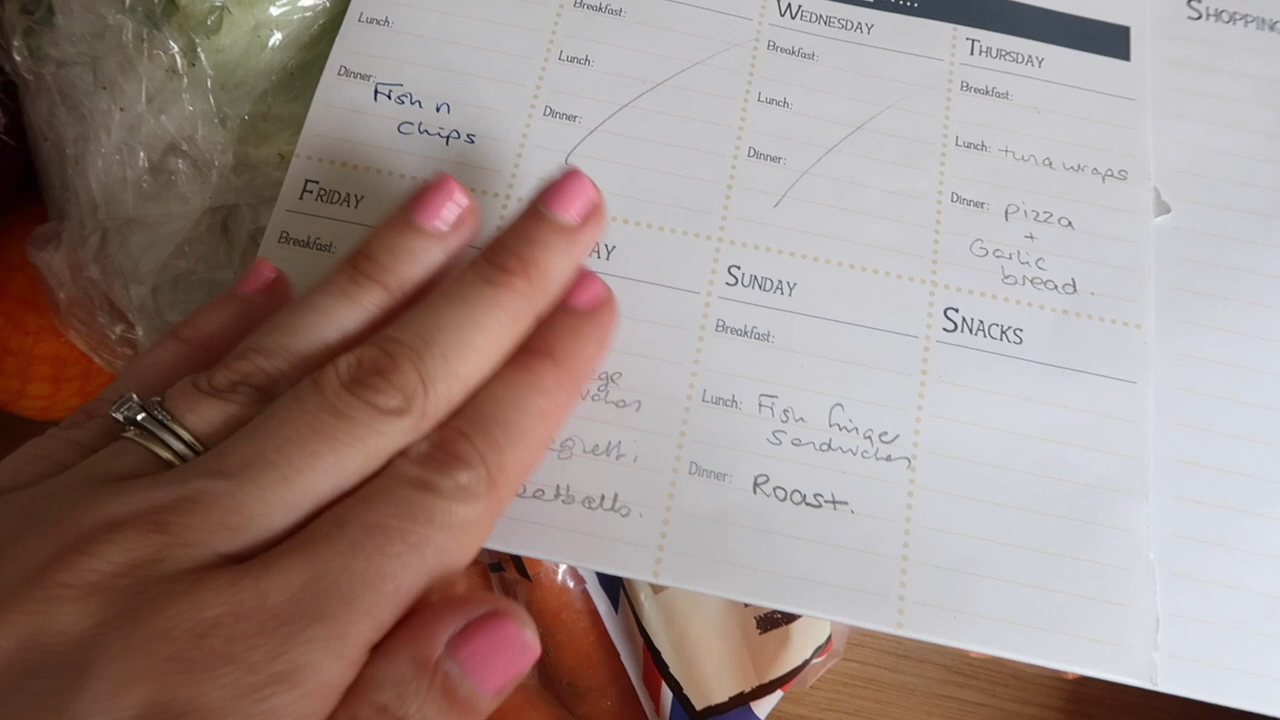 Lunch:
Dinner:
Fish n
chips
Breakfast:
Lunch:
Dinner:
WEDNESDAY
Breakfast:
Lunch:
Dinner:
THURSDAY
Breakfast:
Lunch: tuna wraps
Dinner: pizza
+
Garlic
bread.
SHOPPING
FRIDAY
Breakfast:
AY
SUNDAY
Breakfast:
Lunch: Fish finger
sandwiches
Dinner: Roast.
SNACKS